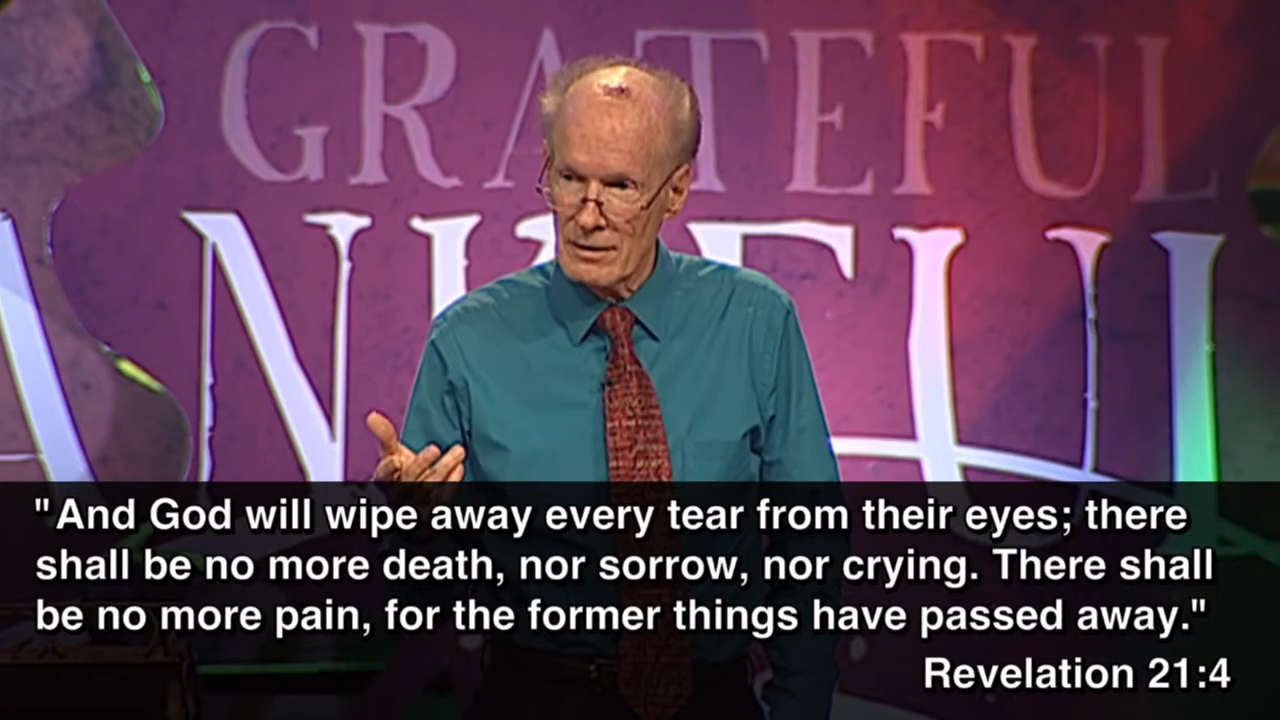 GRATEFUL
"And God will wipe away every tear from their eyes; there
shall be no more death, nor sorrow, nor crying. There shall
be no more pain, for the former things have passed away."
Revelation 21:4